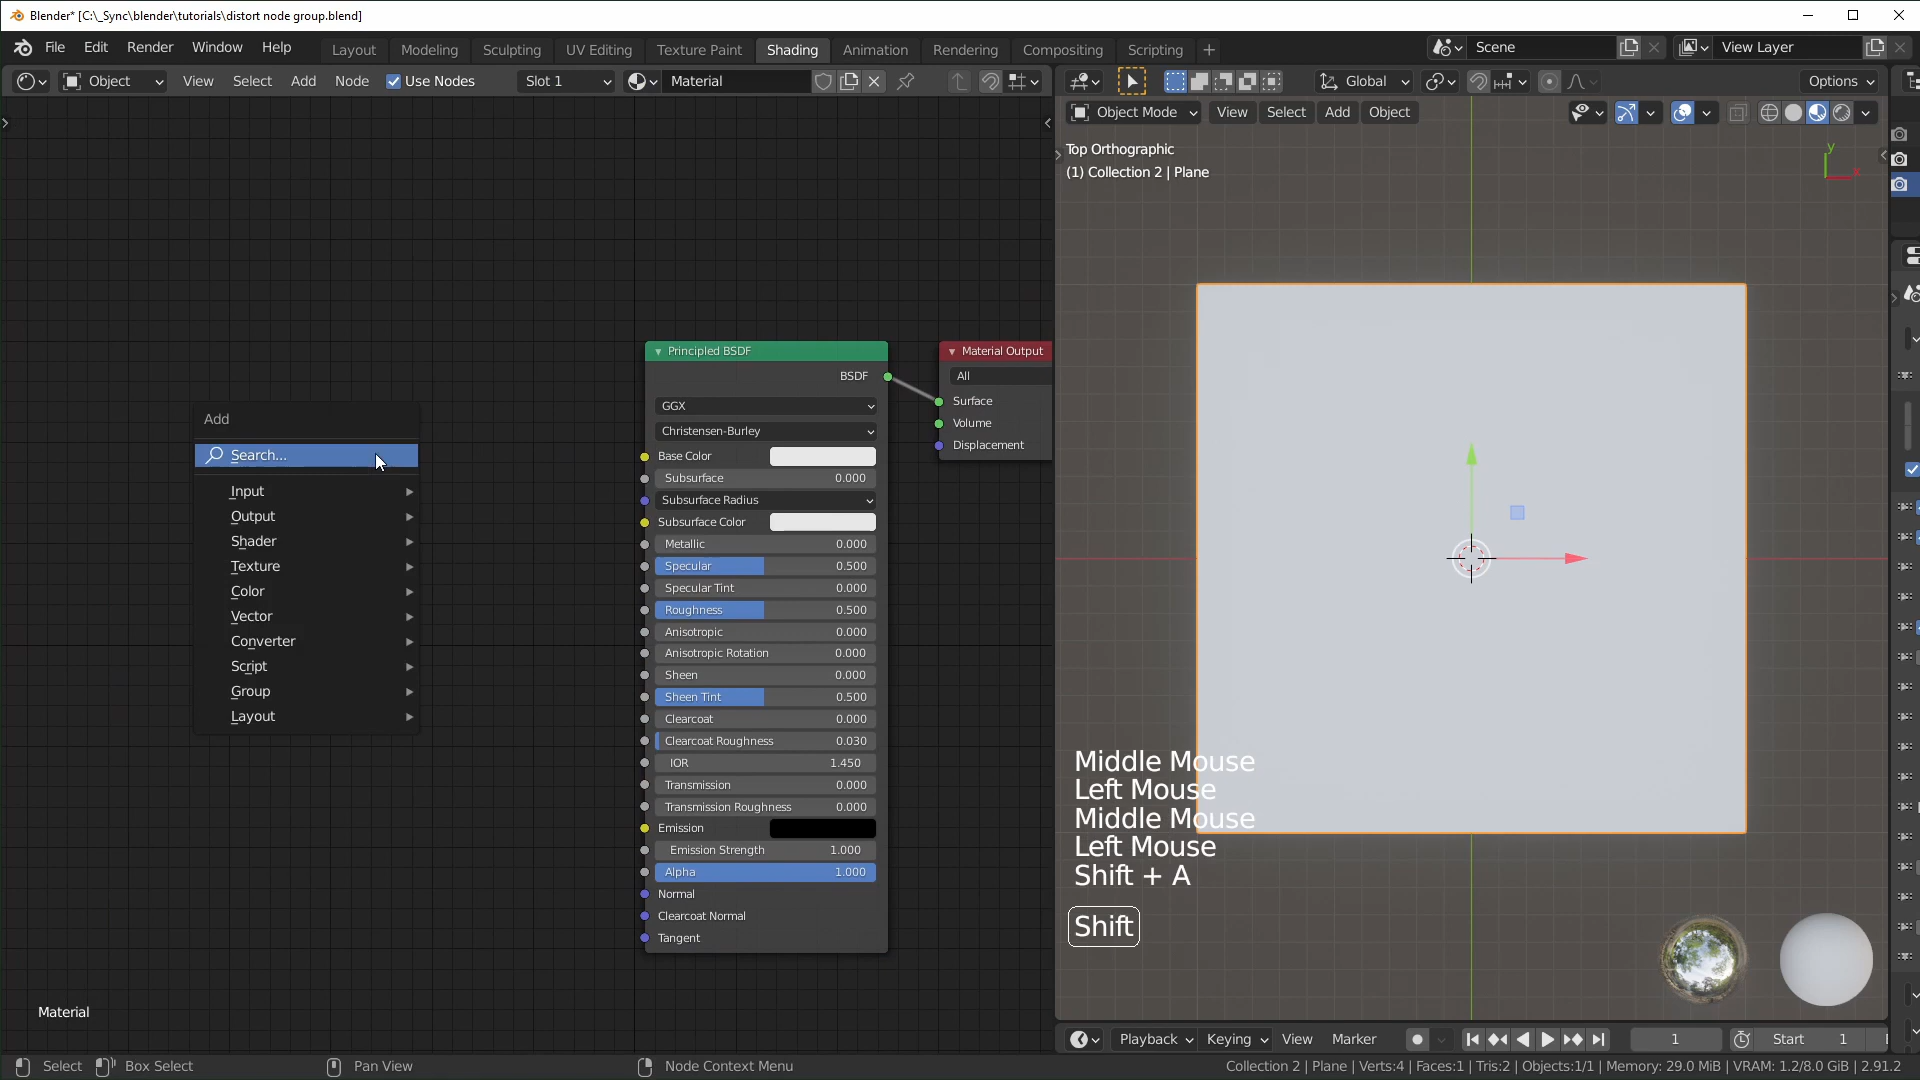 Blender* [C:\_Sync\blender\tutorials\distort node group.blend]
File Edit Render Window Help Layout Modeling Sculpting UV Editing Texture Paint Shading Animation Rendering Compositing Scripting + Scene View Layer
Object View Select Add Node Use Nodes Slot 1 Material Global Options
Object Mode View Select Add Object
Top Orthographic
(1) Collection 2 | Plane
y
x
Principled BSDF
BSDF
GGX
Christensen-Burley
Base Color
Subsurface 0.000
Subsurface Radius
Subsurface Color
Metallic 0.000
Specular 0.500
Specular Tint 0.000
Roughness 0.500
Anisotropic 0.000
Anisotropic Rotation 0.000
Sheen 0.000
Sheen Tint 0.500
Clearcoat 0.000
Clearcoat Roughness 0.030
IOR 1.450
Transmission 0.000
Transmission Roughness 0.000
Emission
Emission Strength 1.000
Alpha 1.000
Normal
Clearcoat Normal
Tangent
Material Output
All
Surface
Volume
Displacement
Add
Search...
Input
Output
Shader
Texture
Color
Vector
Converter
Script
Group
Layout
Middle Mouse
Left Mouse
Middle Mouse
Left Mouse
Shift + A
Shift
Material
Playback Keying View Marker 1 Start 1
Select Box Select Pan View Node Context Menu Collection 2 | Plane | Verts:4 | Faces:1 | Tris:2 | Objects:1/1 | Memory: 29.0 MiB | VRAM: 1.2/8.0 GiB | 2.91.2